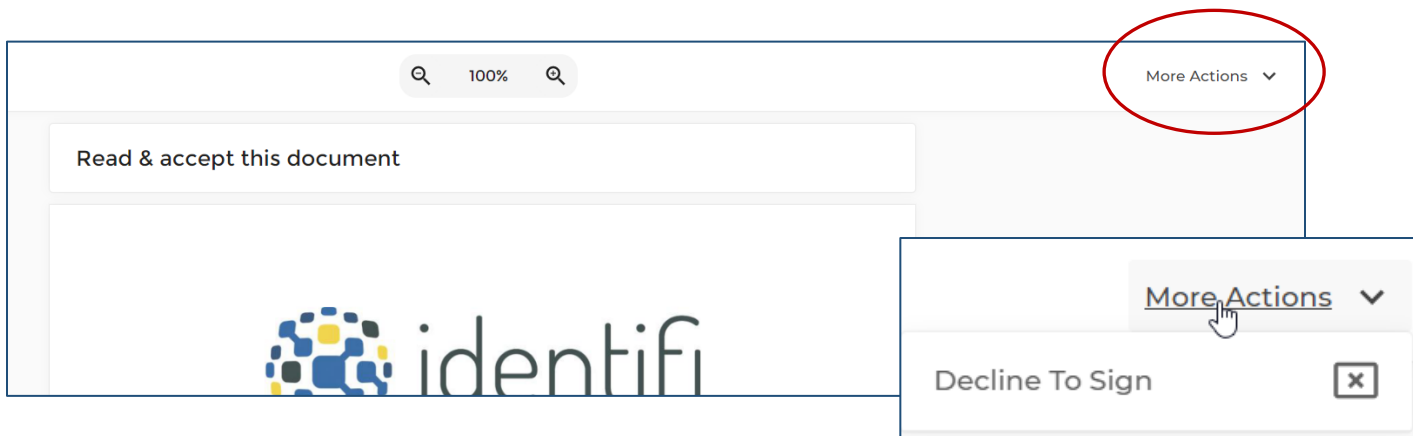 100%
More Actions
Read & accept this document
identifi
More Actions
Decline To Sign